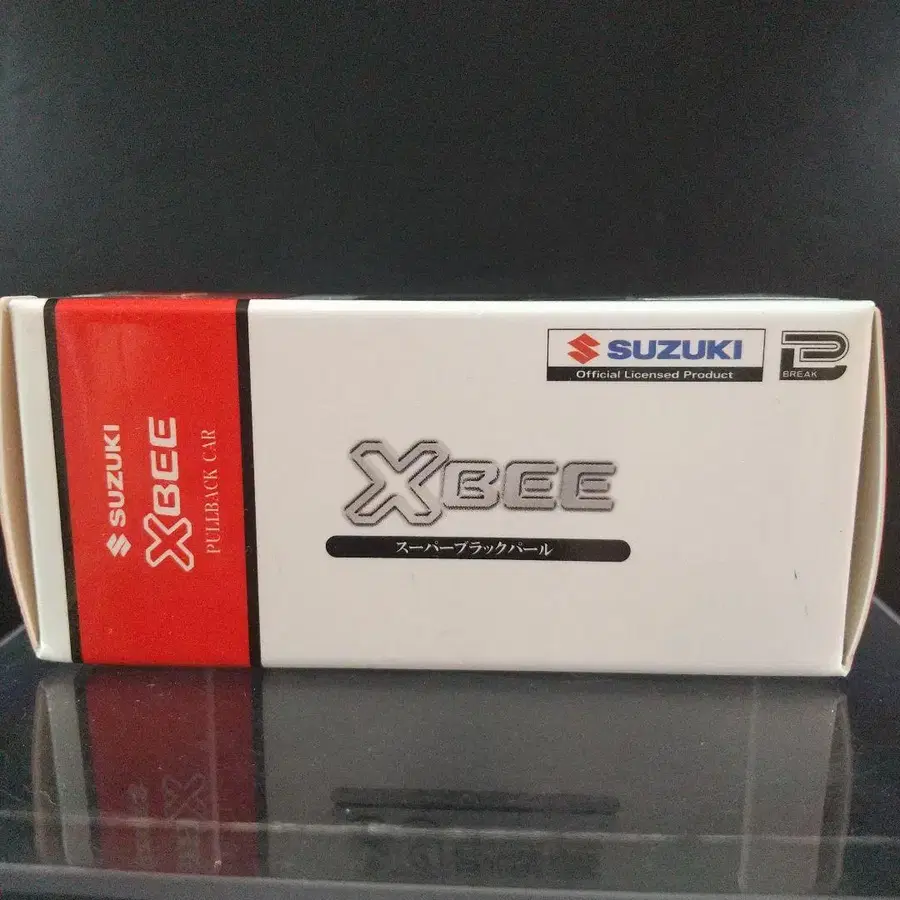 SUZUKI
XBEE
PULLBACK CAR
SUZUKI
Official Licensed Product
BREAK
XBEE
スーパーブラックパール